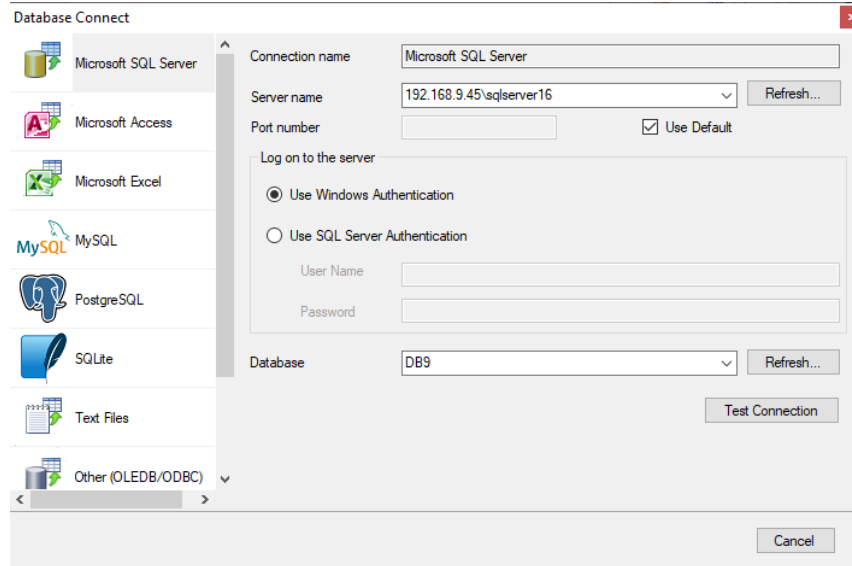 Database Connect
Microsoft SQL Server
Microsoft Access
Microsoft Excel
MySQL MySQL
PostgreSQL
SQLite
Text Files
Other (OLEDB/ODBC)
Connection name Microsoft SQL Server
Server name 192.168.9.45\sqlserver16 Refresh...
Port number Use Default
Log on to the server
Use Windows Authentication
Use SQL Server Authentication
User Name
Password
Database DB9 Refresh...
Test Connection
Cancel